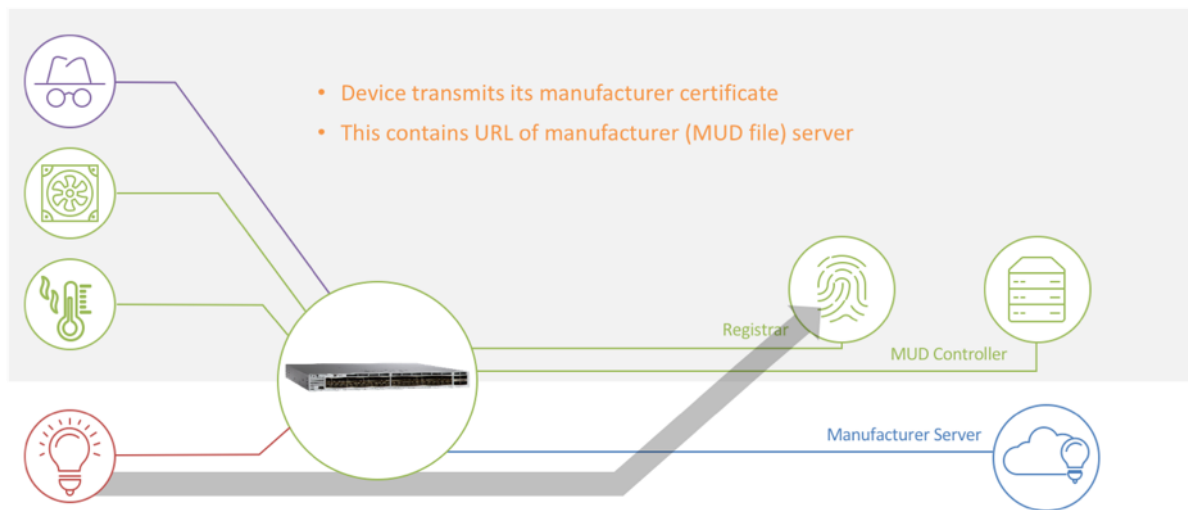 • Device transmits its manufacturer certificate
• This contains URL of manufacturer (MUD file) server
Registrar
MUD Controller
Manufacturer Server